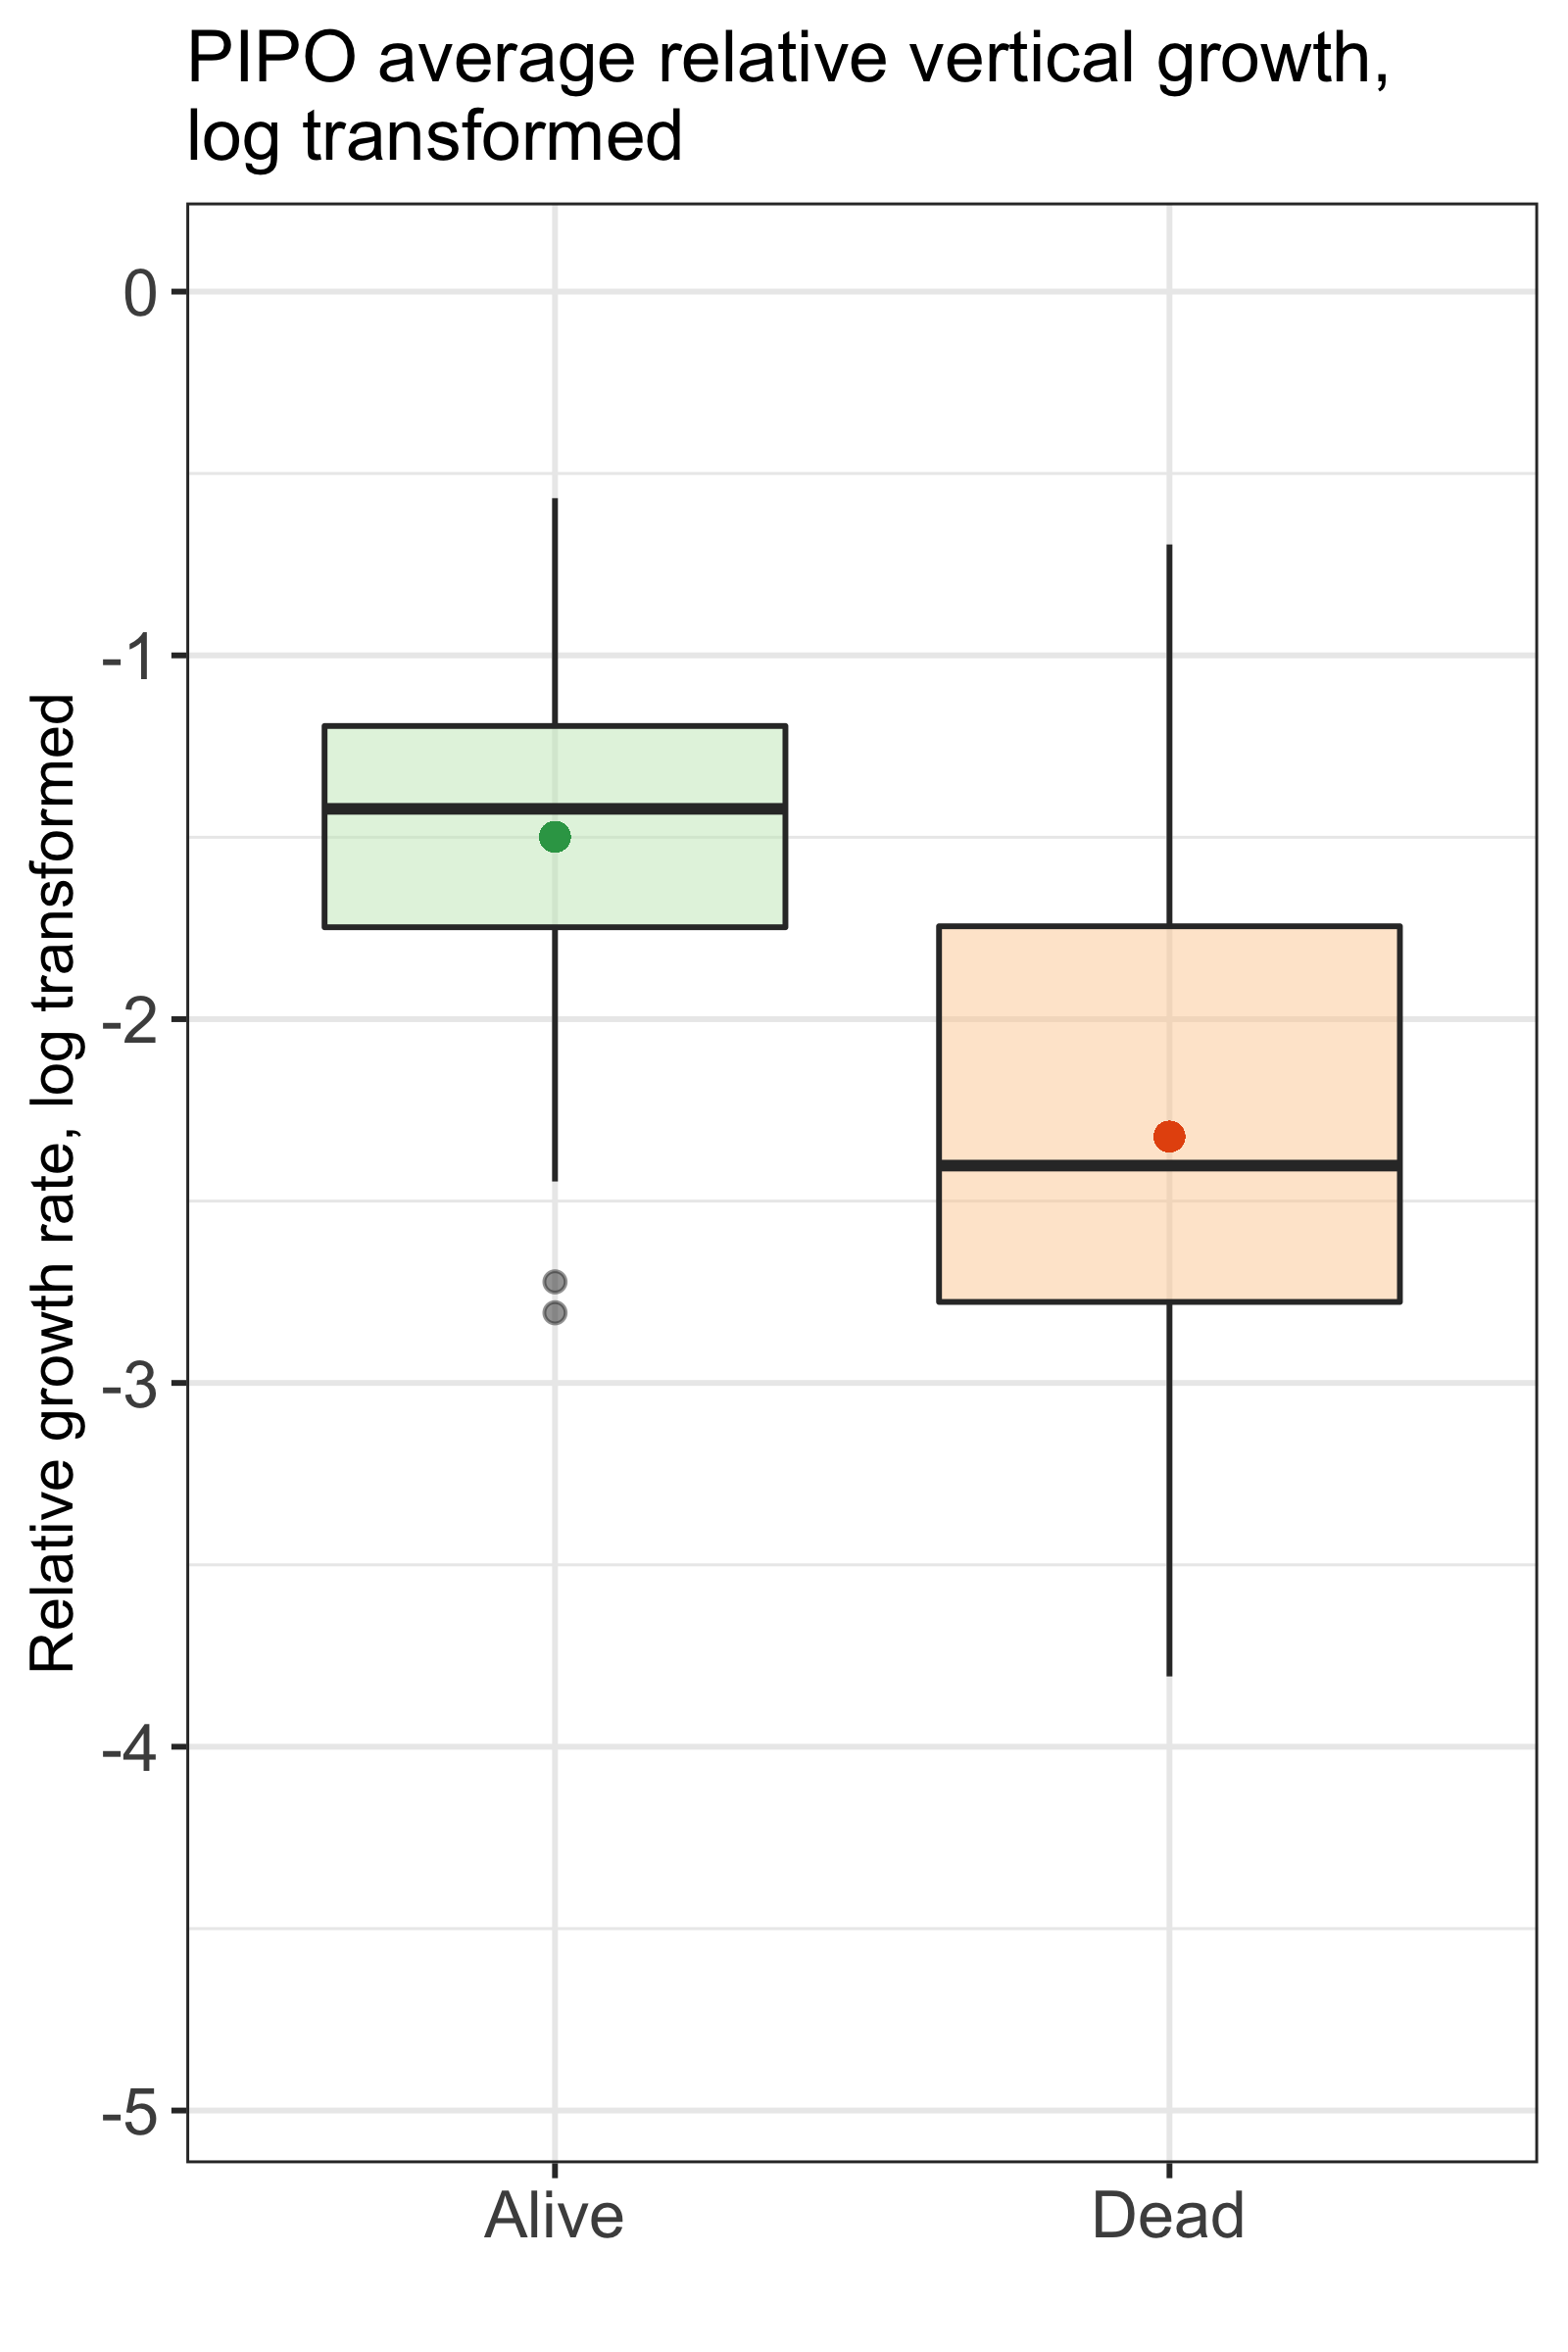 PIPO average relative vertical growth,
log transformed
Relative growth rate, log transformed
0
-1
-2
-3
-4
-5
Alive
Dead